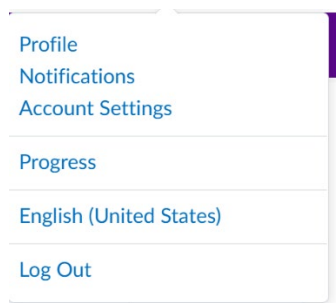 Profile
Notifications
Account Settings
Progress
English (United States)
Log Out